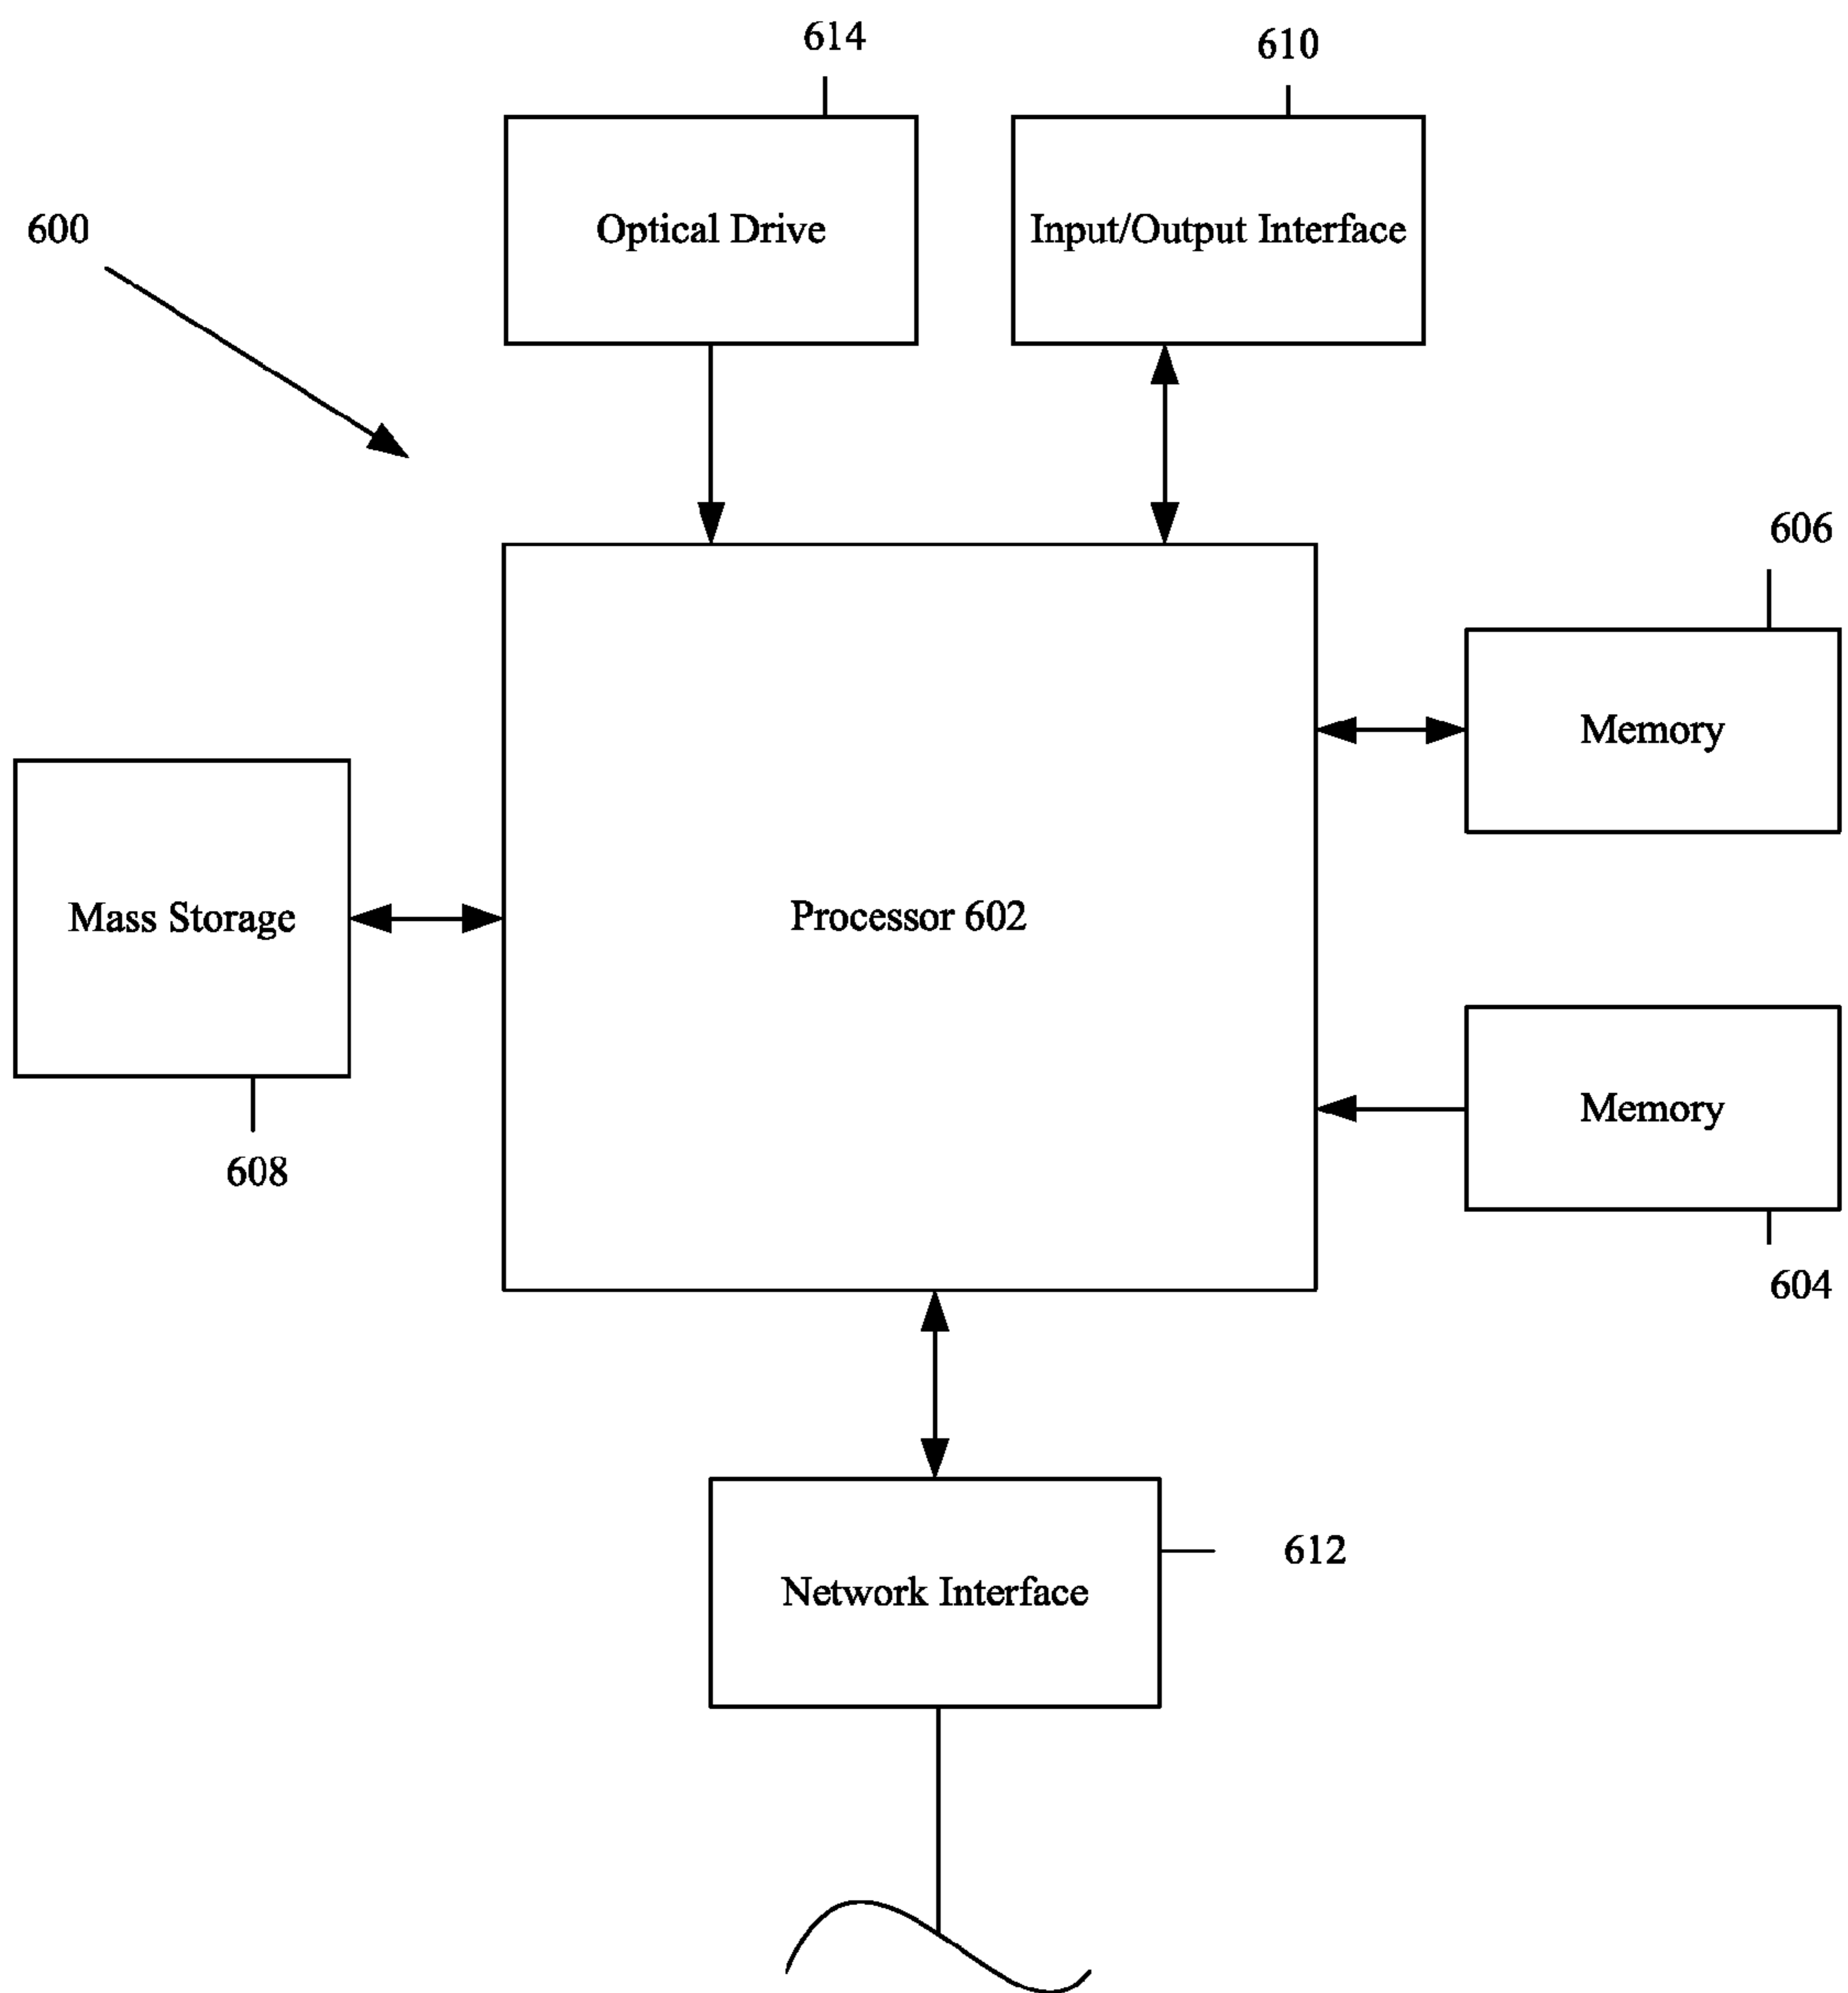 614
610
600
Optical Drive
Input/Output Interface
606
Memory
Mass Storage
Processor 602
Memory
608
604
612
Network Interface